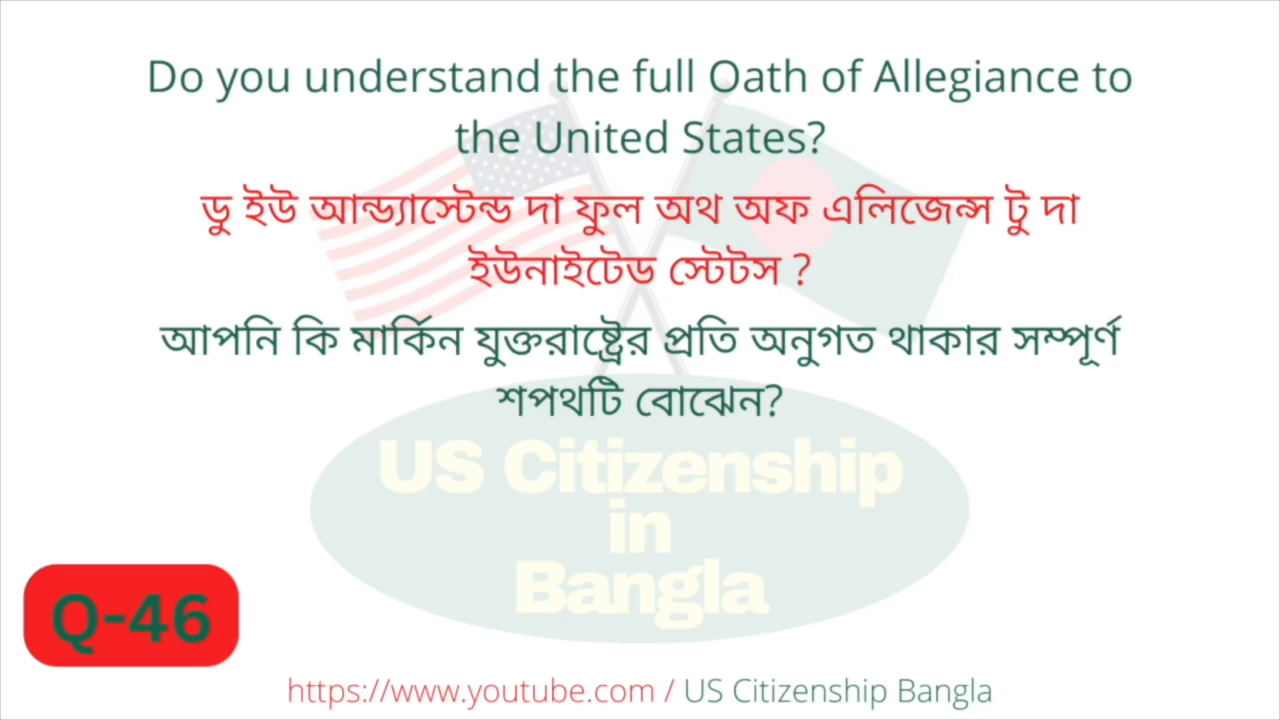 Do you understand the full Oath of Allegiance to
the United States?
ডু ইউ আন্ড্যাস্টেন্ড দা ফুল অথ অফ এলিজেন্স টু দা
ইউনাইটেড স্টেটস ?
আপনি কি মার্কিন যুক্তরাষ্ট্রের প্রতি অনুগত থাকার সম্পূর্ণ
শপথটি বোঝেন?
US Citizenship
in
Bangla
Q-46
https://www.youtube.com / US Citizenship Bangla